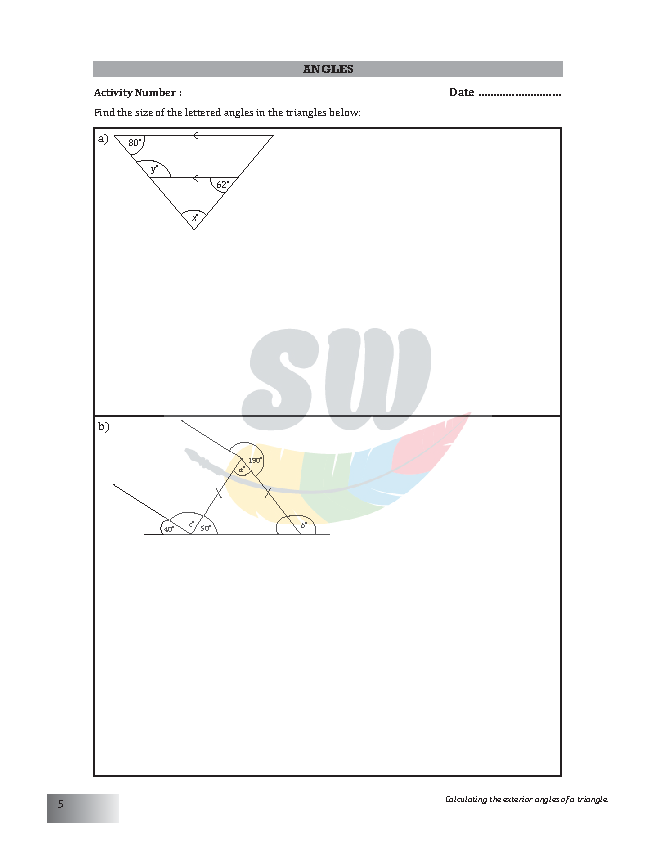 ANGLES
Activity Number :
Date ............................
Find the size of the lettered angles in the triangles below:
a)
80°
y°
62°
x°
SW
b)
190°
a°
40°
c°
50°
b°
5
Calculating the exterior angles of a triangle.